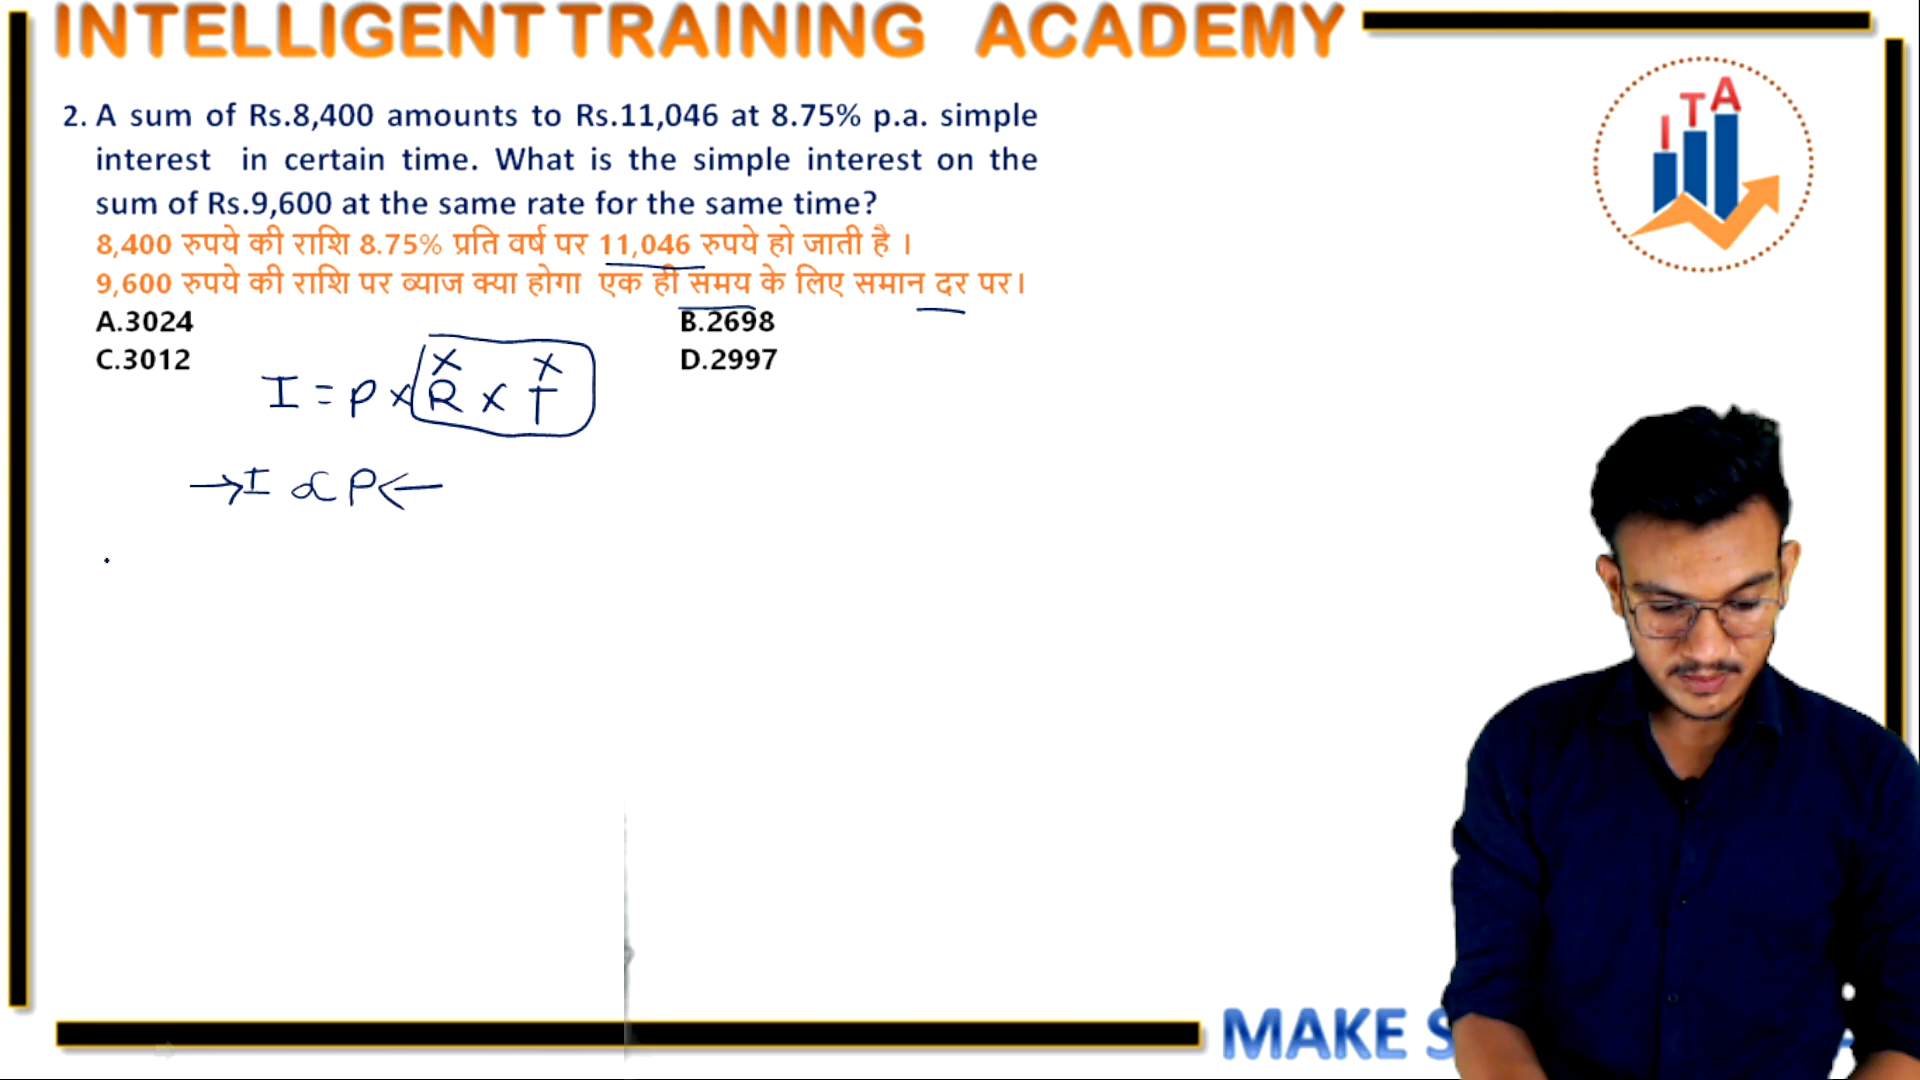 INTELLIGENT TRAINING ACADEMY
I T A
2. A sum of Rs.8,400 amounts to Rs.11,046 at 8.75% p.a. simple
interest in certain time. What is the simple interest on the
sum of Rs.9,600 at the same rate for the same time?
8,400 रुपये की राशि 8.75% प्रति वर्ष पर 11,046 रुपये हो जाती है ।
9,600 रुपये की राशि पर व्याज क्या होगा एक ही समय के लिए समान दर पर।
A.3024 B.2698
C.3012 D.2997
x x
I = P × R × T
→I ∝ P←
MAKE